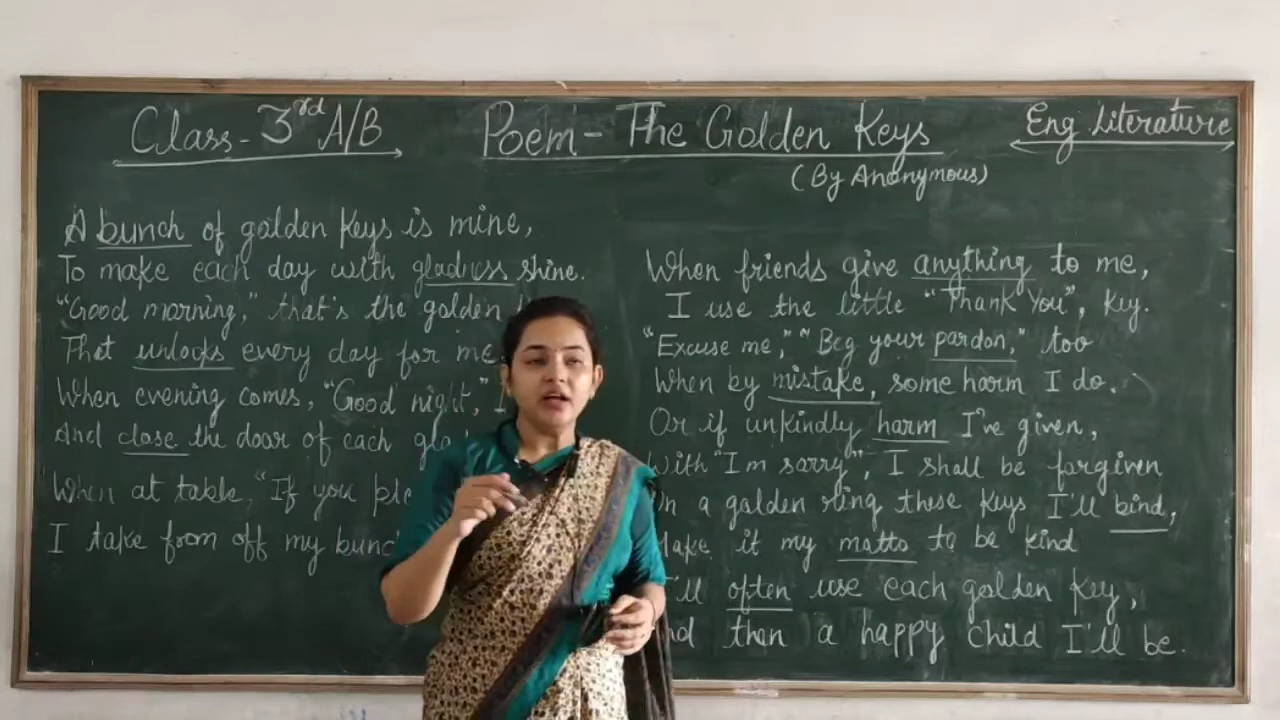 Class - 3rd A/B
Poem - The Golden Keys
Eng Literature
(By Anonymous)
A bunch of golden keys is mine,
To make each day with gladness shine.
"Good morning," that's the golden
That unlocks every day for me.
When evening comes, "Good night," I
And close the door of each
When at table, "If you
I take from off my
When friends give anything to me,
I use the little "Thank You", key.
"Excuse me," "Beg your pardon," too
When by mistake, some harm I do.
Or if unkindly harm I've given,
With "I'm sorry", I shall be forgiven
a golden ring these keys I'll bind,
it my motto to be kind
often use each golden key,
then a happy child I'll be.